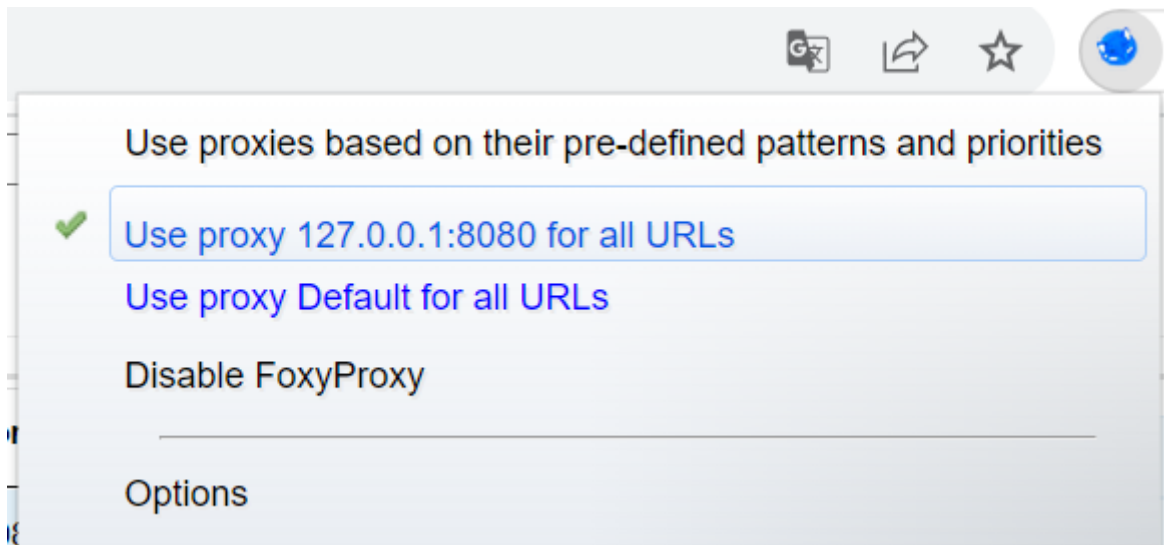 Use proxies based on their pre-defined patterns and priorities
Use proxy 127.0.0.1:8080 for all URLs
Use proxy Default for all URLs
Disable FoxyProxy
Options